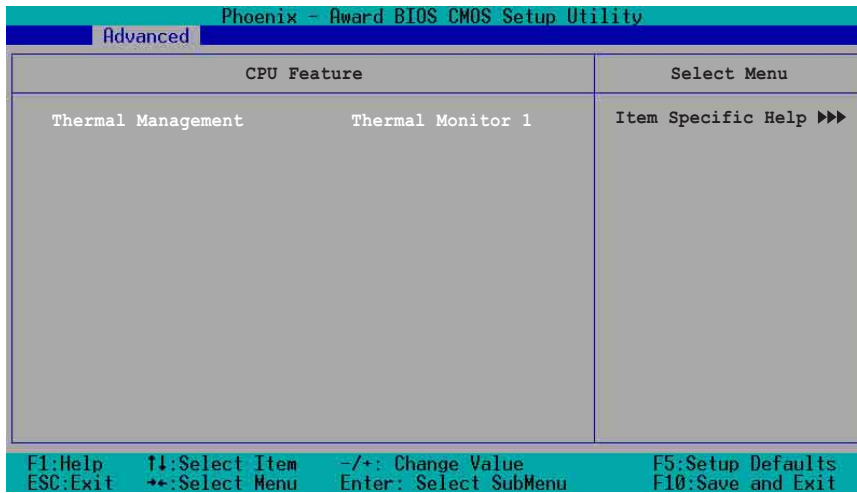 Phoenix - Award BIOS CMOS Setup Utility
Advanced
CPU Feature
Select Menu
Thermal Management Thermal Monitor 1
Item Specific Help ▶▶▶
F1:Help ↑↓:Select Item -/+: Change Value F5:Setup Defaults
ESC:Exit →←:Select Menu Enter: Select SubMenu F10:Save and Exit